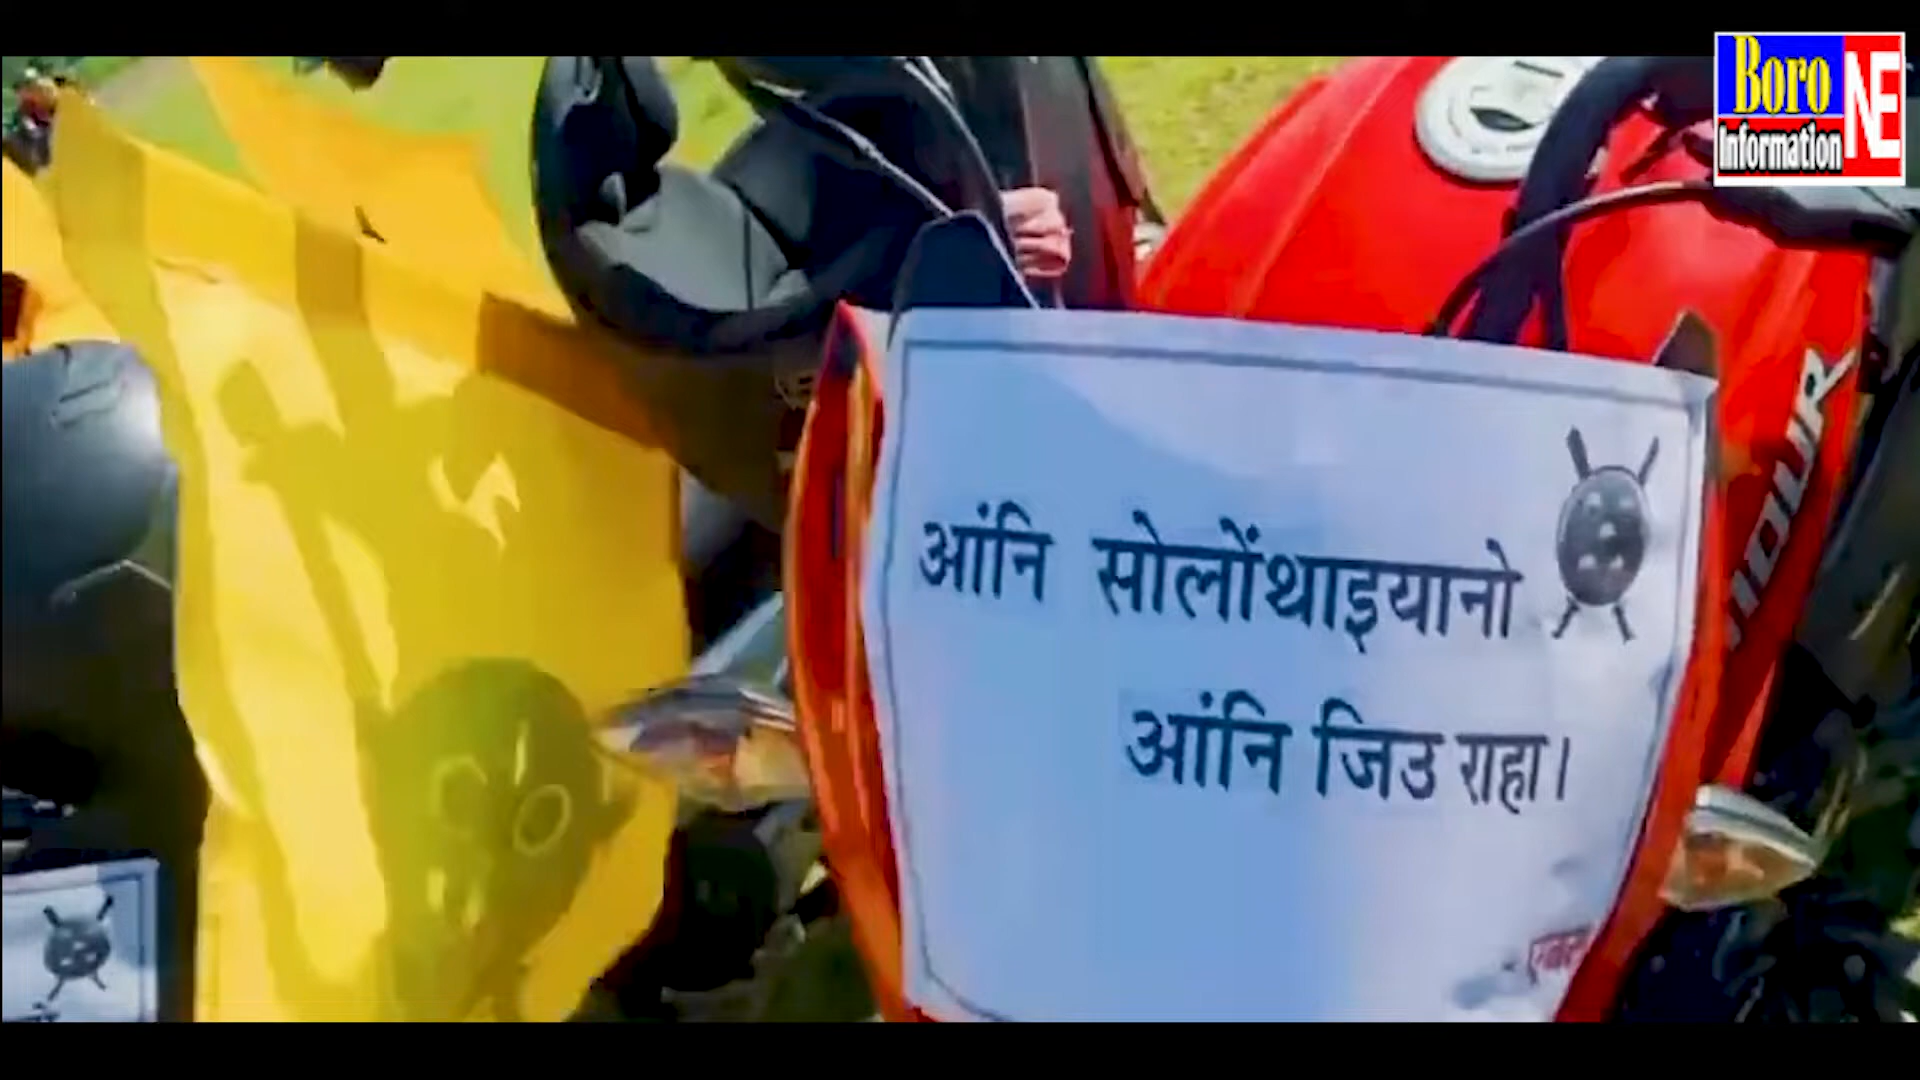 Boro
Information
NE
आंनि सोलोंथाइयानो
आंनि जिउ राहा।